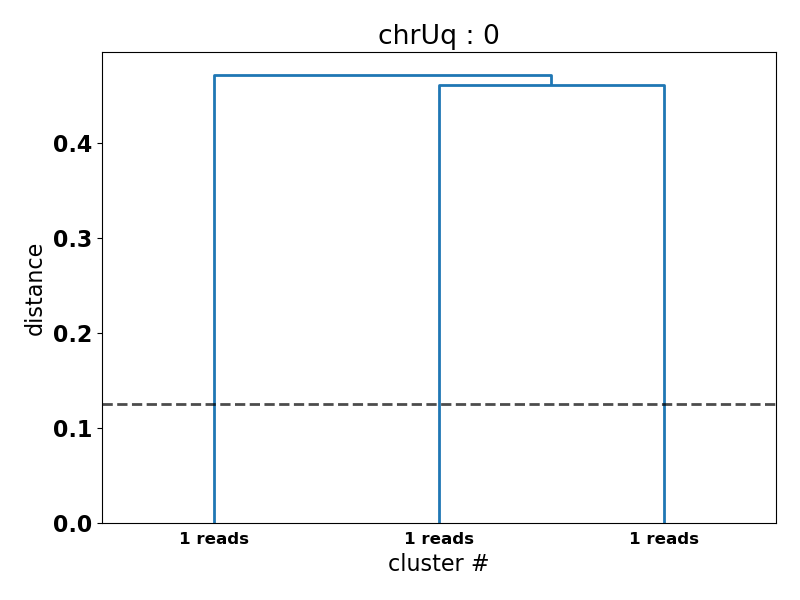 chrUq : 0
distance
0.4
0.3
0.2
0.1
0.0
1 reads 1 reads 1 reads
cluster #